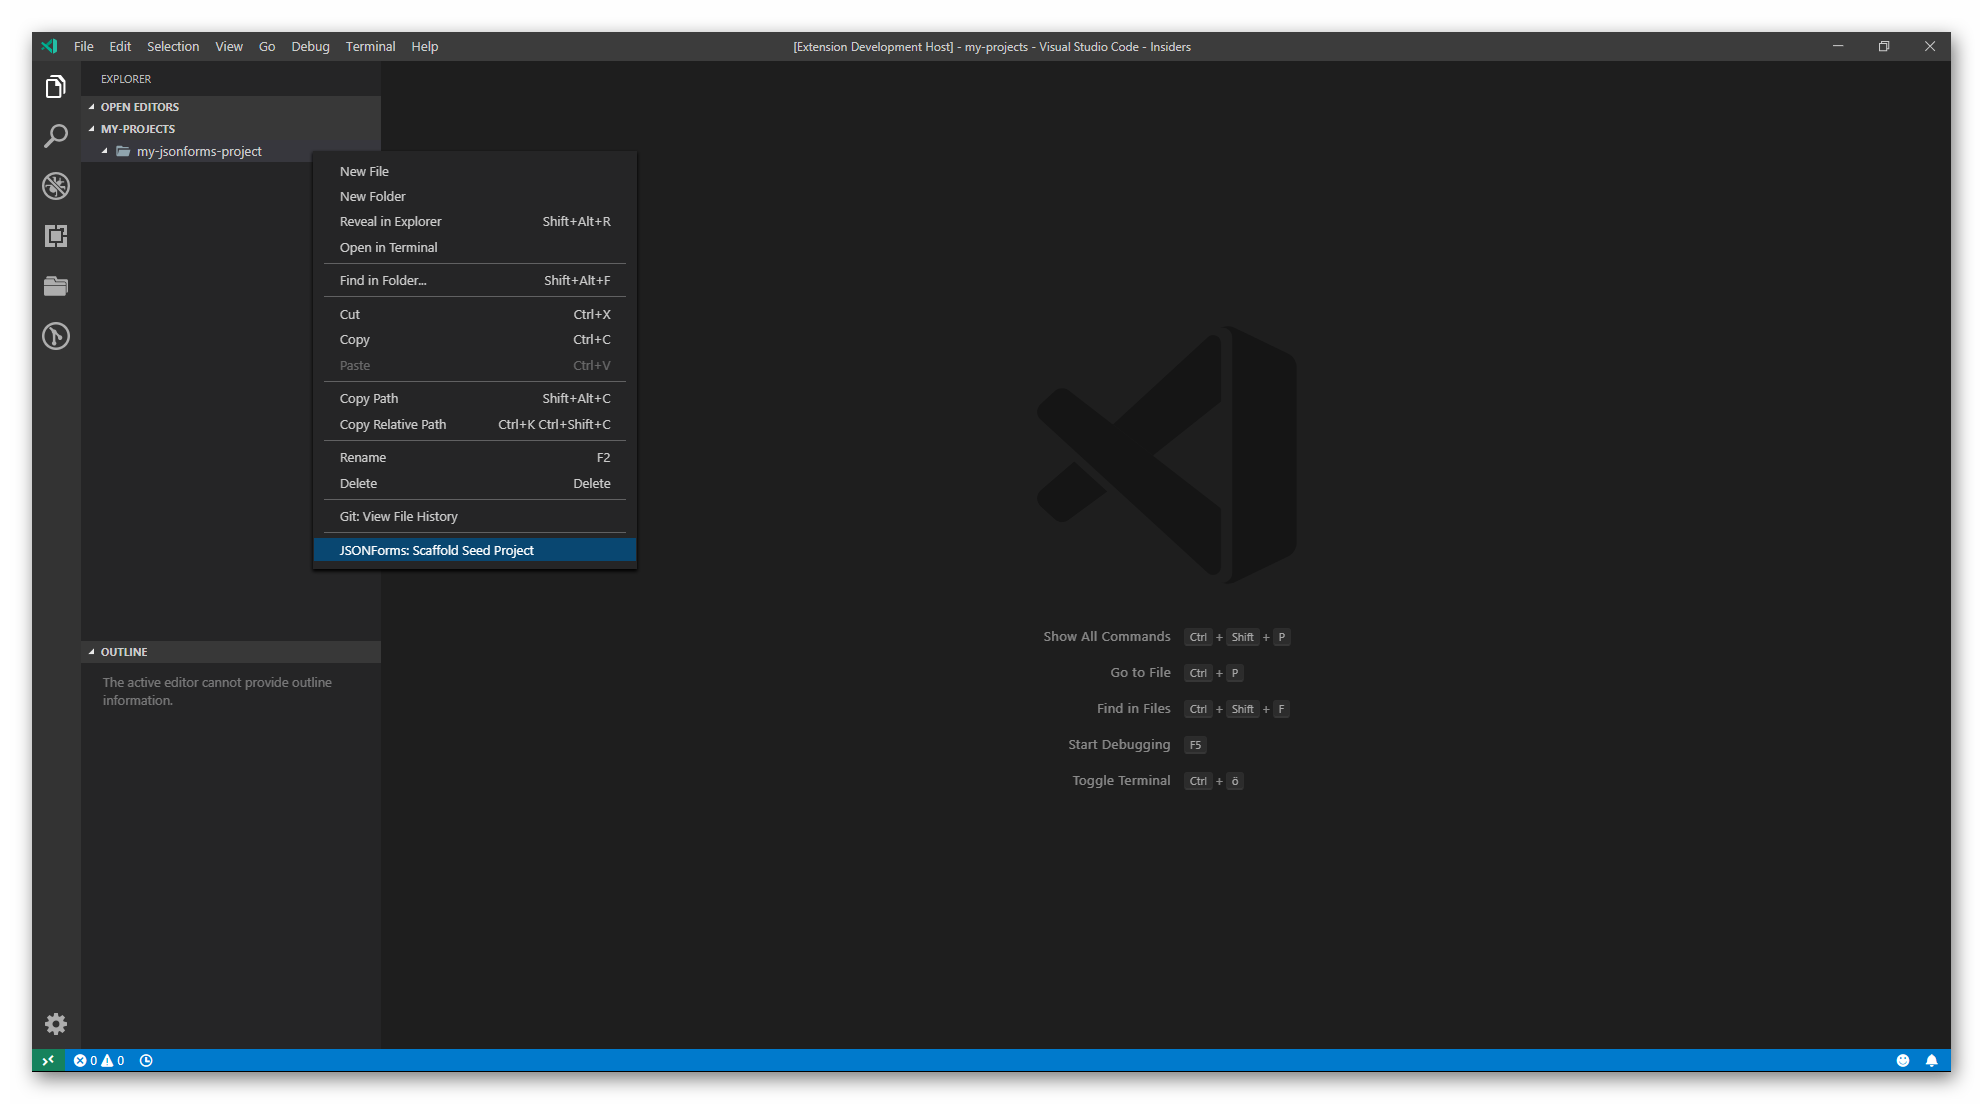 File Edit Selection View Go Debug Terminal Help [Extension Development Host] - my-projects - Visual Studio Code - Insiders
EXPLORER
OPEN EDITORS
MY-PROJECTS
my-jsonforms-project
New File
New Folder
Reveal in Explorer Shift+Alt+R
Open in Terminal
Find in Folder... Shift+Alt+F
Cut Ctrl+X
Copy Ctrl+C
Paste Ctrl+V
Copy Path Shift+Alt+C
Copy Relative Path Ctrl+K Ctrl+Shift+C
Rename F2
Delete Delete
Git: View File History
JSONForms: Scaffold Seed Project
OUTLINE
The active editor cannot provide outline
information.
Show All Commands Ctrl + Shift + P
Go to File Ctrl + P
Find in Files Ctrl + Shift + F
Start Debugging F5
Toggle Terminal Ctrl + ö
0 0